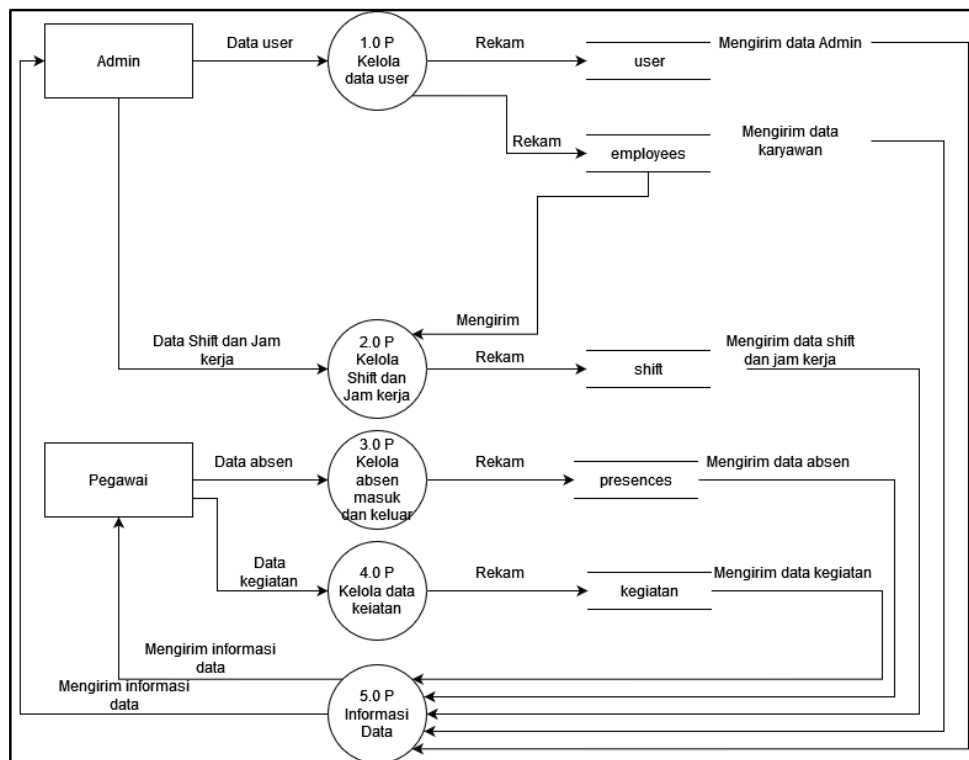 Admin
Data user
1.0 P
Kelola
data user
Rekam
user
Mengirim data Admin
Rekam
employees
Mengirim data
karyawan
Mengirim
Data Shift dan Jam
kerja
2.0 P
Kelola
Shift dan
Jam kerja
Rekam
shift
Mengirim data shift
dan jam kerja
Pegawai
Data absen
3.0 P
Kelola
absen
masuk
dan keluar
Rekam
presences
Mengirim data absen
Data
kegiatan
4.0 P
Kelola data
keiatan
Rekam
kegiatan
Mengirim data kegiatan
Mengirim informasi
data
Mengirim informasi
data
5.0 P
Informasi
Data